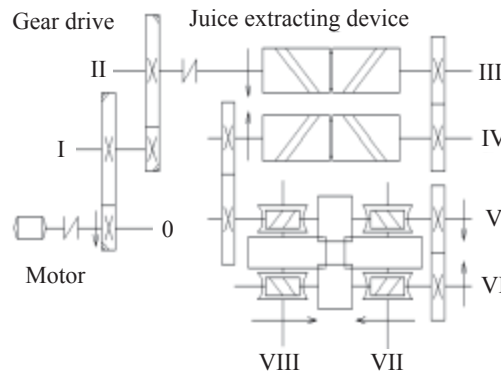 Gear drive
Juice extracting device
II
III
I
IV
0
V
Motor
VI
VIII
VII